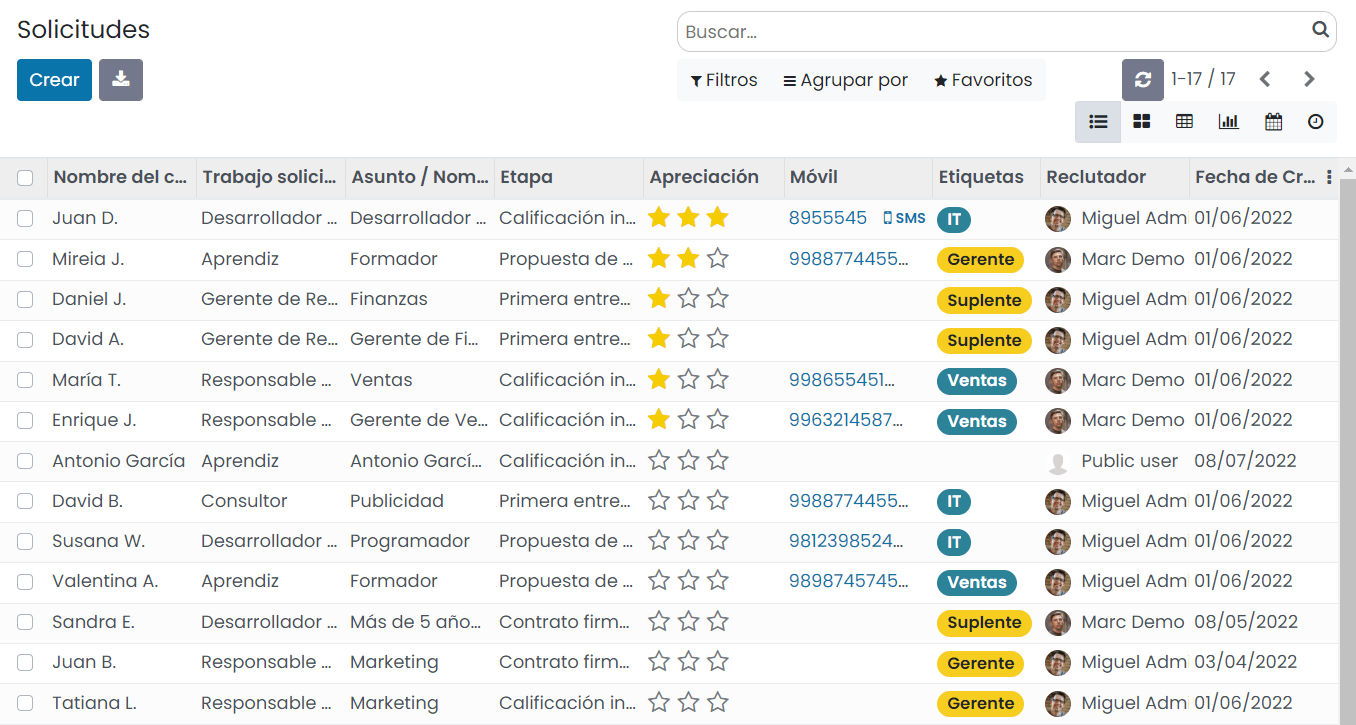 Solicitudes
Buscar...
Crear
Filtros Agrupar por Favoritos 1-17 / 17
Nombre del c... Trabajo solici... Asunto / Nom... Etapa Apreciación Móvil Etiquetas Reclutador Fecha de Cr...
Juan D. Desarrollador ... Desarrollador ... Calificación in... 8955545 SMS IT Miguel Admi 01/06/2022
Mireia J. Aprendiz Formador Propuesta de ... 9988774455... Gerente Marc Demo 01/06/2022
Daniel J. Gerente de Re... Finanzas Primera entre... Suplente Miguel Admi 01/06/2022
David A. Gerente de Re... Gerente de Fi... Primera entre... Suplente Miguel Admi 01/06/2022
María T. Responsable ... Ventas Calificación in... 998655451... Ventas Marc Demo 01/06/2022
Enrique J. Responsable ... Gerente de Ve... Calificación in... 9963214587... Ventas Marc Demo 01/06/2022
Antonio García Aprendiz Antonio Garcí... Calificación in... Public user 08/07/2022
David B. Consultor Publicidad Primera entre... 9988774455... IT Miguel Admi 01/06/2022
Susana W. Desarrollador ... Programador Propuesta de ... 9812398524... IT Miguel Admi 01/06/2022
Valentina A. Aprendiz Formador Propuesta de ... 9898745745... Ventas Miguel Admi 01/06/2022
Sandra E. Desarrollador ... Más de 5 año... Contrato firm... Suplente Marc Demo 08/05/2022
Juan B. Responsable ... Marketing Contrato firm... Gerente Miguel Admi 03/04/2022
Tatiana L. Responsable ... Marketing Calificación in... Gerente Miguel Admi 01/06/2022